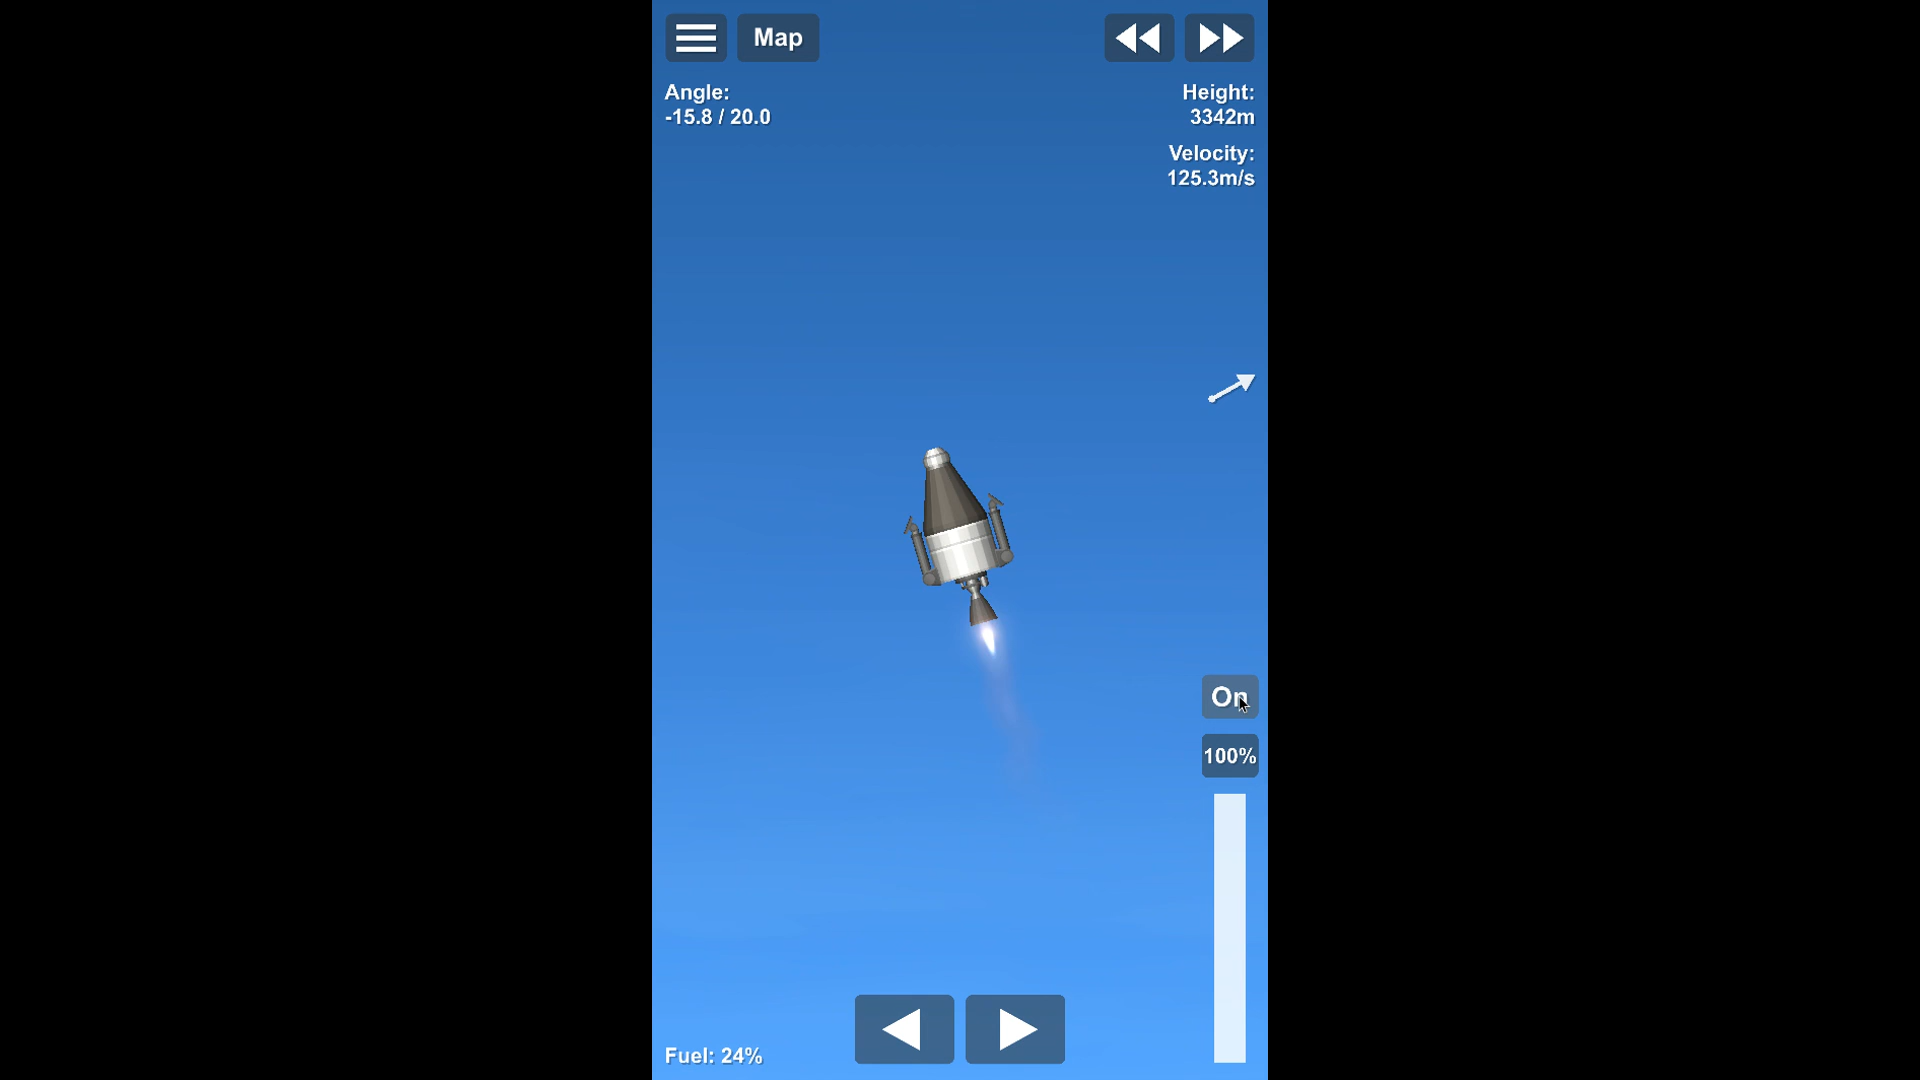 Map
Angle:
-15.8 / 20.0
Height:
3342m
Velocity:
125.3m/s
On
100%
Fuel: 24%